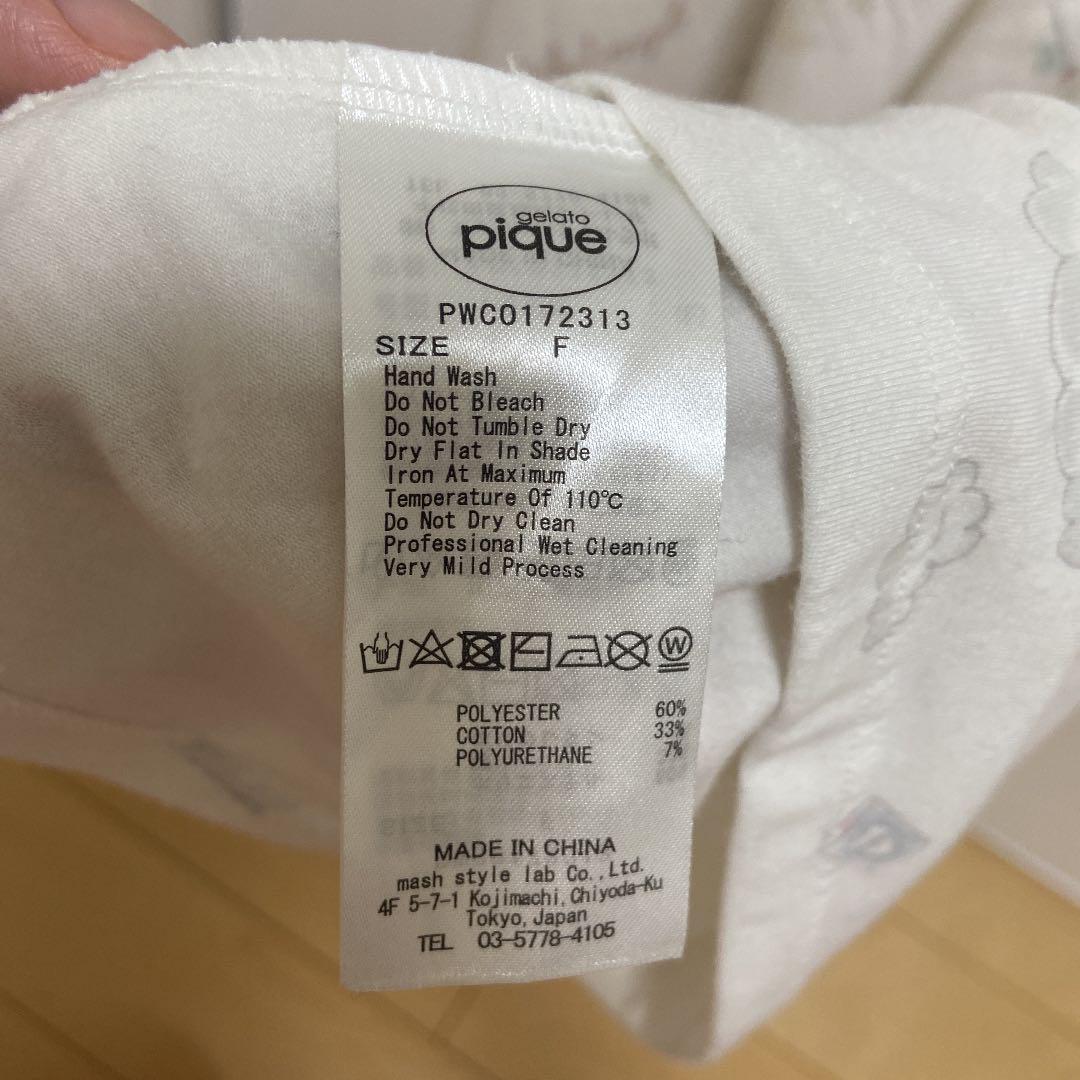 gelato
pique
PWCO172313
SIZE F
Hand Wash
Do Not Bleach
Do Not Tumble Dry
Dry Flat In Shade
Iron At Maximum
Temperature Of 110℃
Do Not Dry Clean
Professional Wet Cleaning
Very Mild Process
W
POLYESTER 60%
COTTON 33%
POLYURETHANE 7%
MADE IN CHINA
mash style lab Co.,Ltd.
4F 5-7-1 Kojimachi, Chiyoda-Ku
Tokyo, Japan
TEL 03-5778-4105